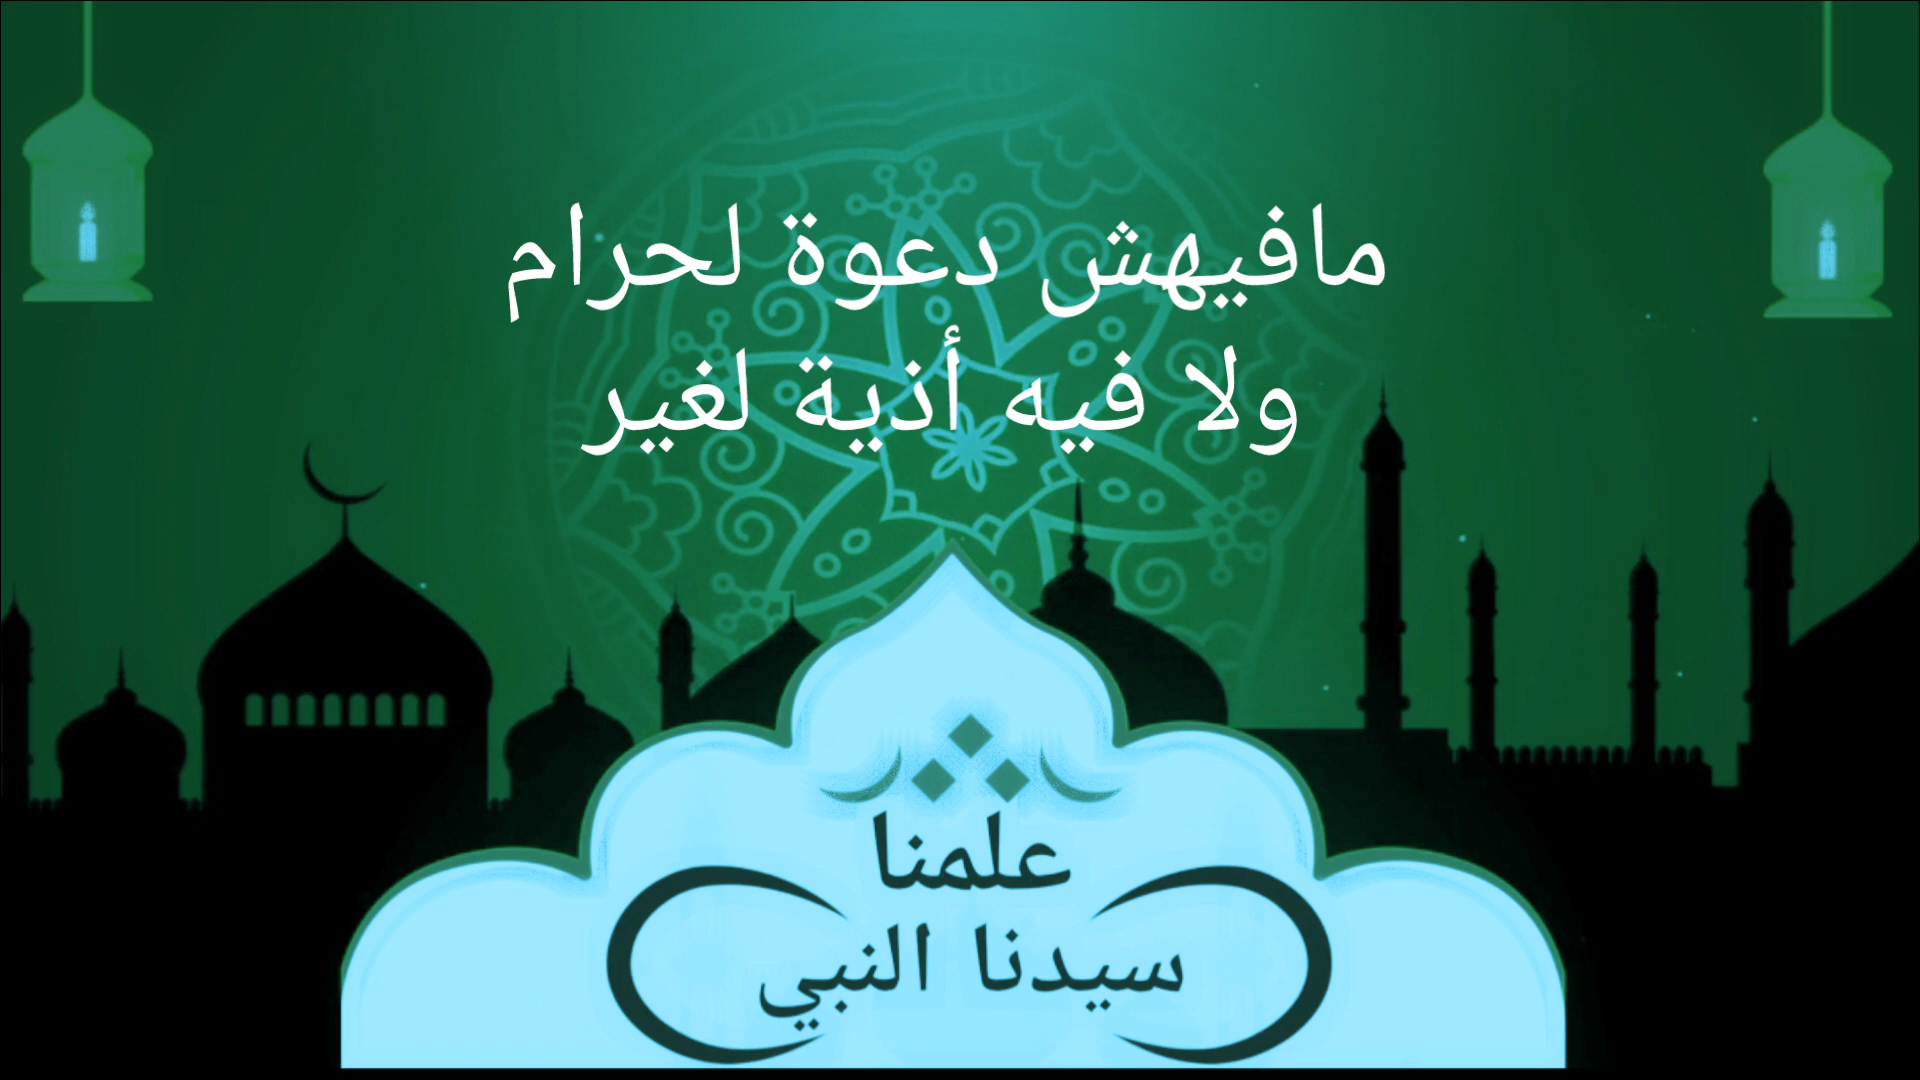 مافيهش دعوة لحرام
ولا فيه أذية لغير
علمنا
سيدنا النبي